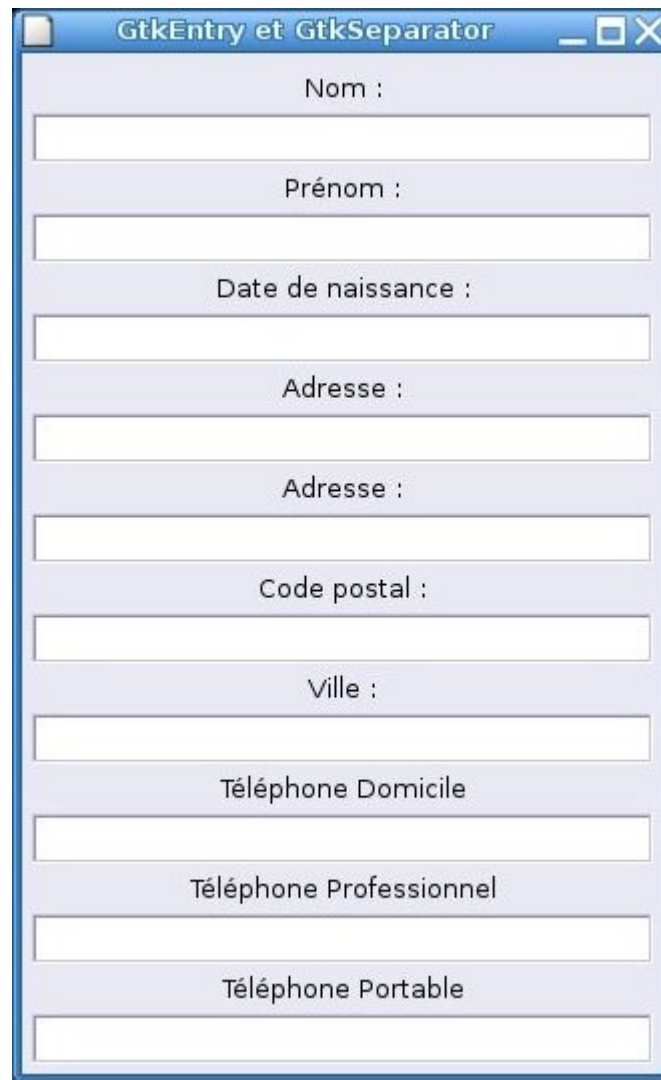 GtkEntry et GtkSeparator
Nom :
Prénom :
Date de naissance :
Adresse :
Adresse :
Code postal :
Ville :
Téléphone Domicile
Téléphone Professionnel
Téléphone Portable